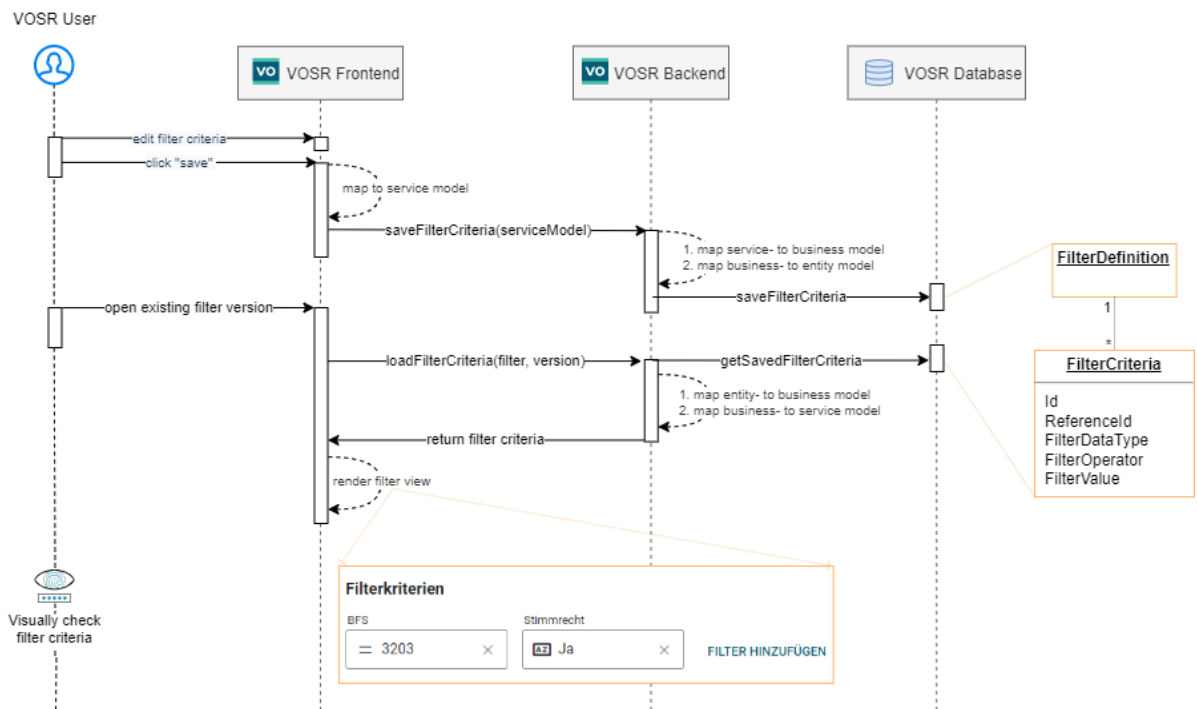 VOSR User
VO VOSR Frontend
VO VOSR Backend
VOSR Database
edit filter criteria
click "save"
map to service model
saveFilterCriteria(serviceModel)
1. map service- to business model
2. map business- to entity model
saveFilterCriteria
FilterDefinition
1
*
FilterCriteria
Id
ReferenceId
FilterDataType
FilterOperator
FilterValue
open existing filter version
loadFilterCriteria(filter, version)
getSavedFilterCriteria
1. map entity- to business model
2. map business- to service model
return filter criteria
render filter view
Visually check
filter criteria
Filterkriterien
BFS
= 3203 ×
Stimmrecht
AZ Ja ×
FILTER HINZUFÜGEN